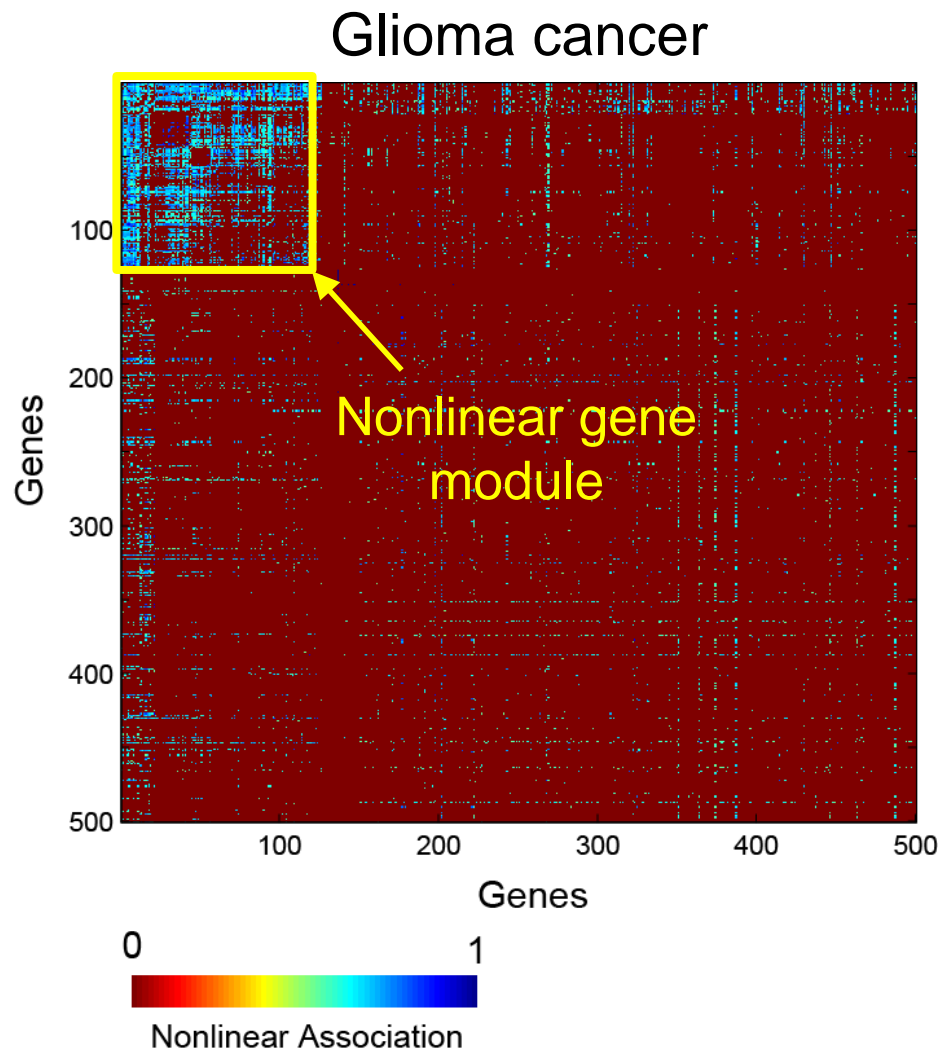 Glioma cancer
100
200
300
400
500
Genes
Nonlinear gene
module
100
200
300
400
500
Genes
0
1
Nonlinear Association